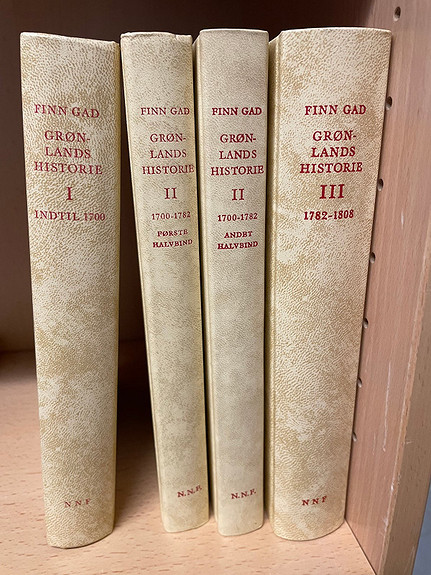 FINN GAD
GRØN-
LANDS
HISTORIE
I
INDTIL 1700
N N F
FINN GAD
GRØN-
LANDS
HISTORIE
II
1700-1782
FØRSTE
HALVBIND
N.N.F.
FINN GAD
GRØN-
LANDS
HISTORIE
II
1700-1782
ANDET
HALVBIND
N.N.F.
FINN GAD
GRØN-
LANDS
HISTORIE
III
1782-1808
N N F